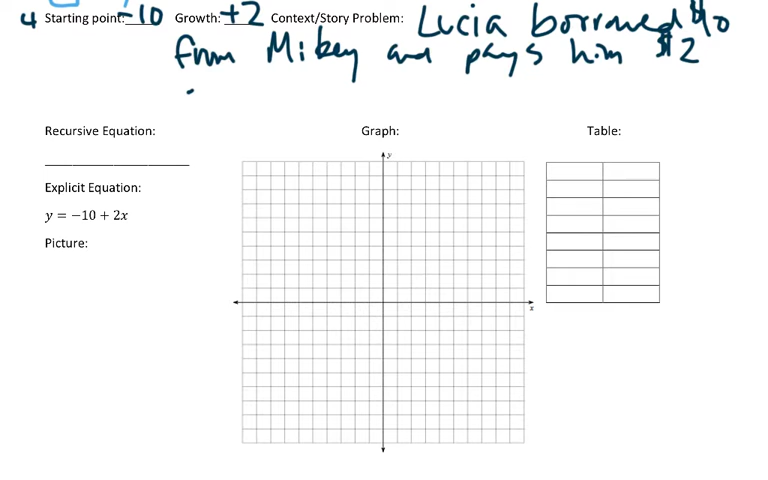 4 Starting point: -10 Growth: +2 Context/Story Problem: Lucia borrowed $10
from Mikey and pays him $2
Recursive Equation: Graph: Table:
y
Explicit Equation:
y = −10 + 2x
Picture:
x